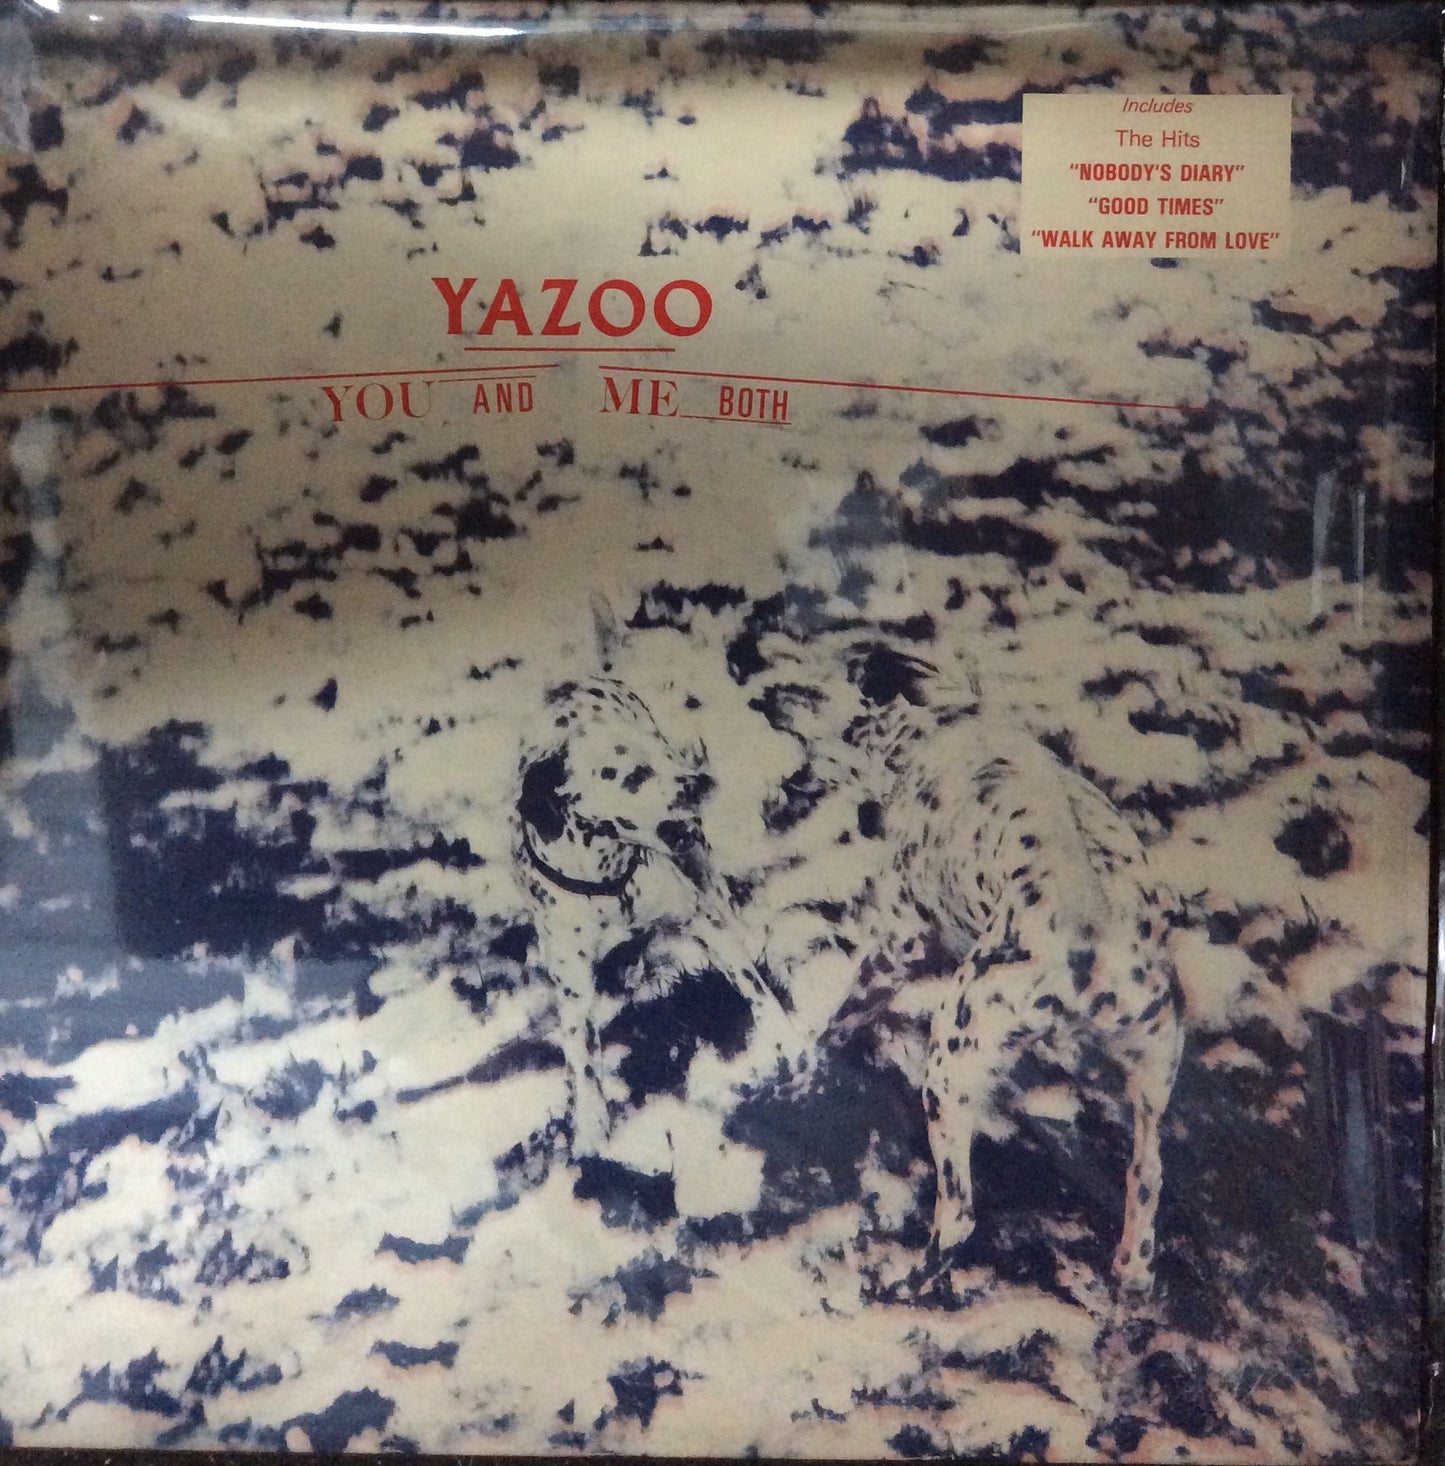 Includes
The Hits
"NOBODY'S DIARY"
"GOOD TIMES"
"WALK AWAY FROM LOVE"
YAZOO
YOU AND ME BOTH